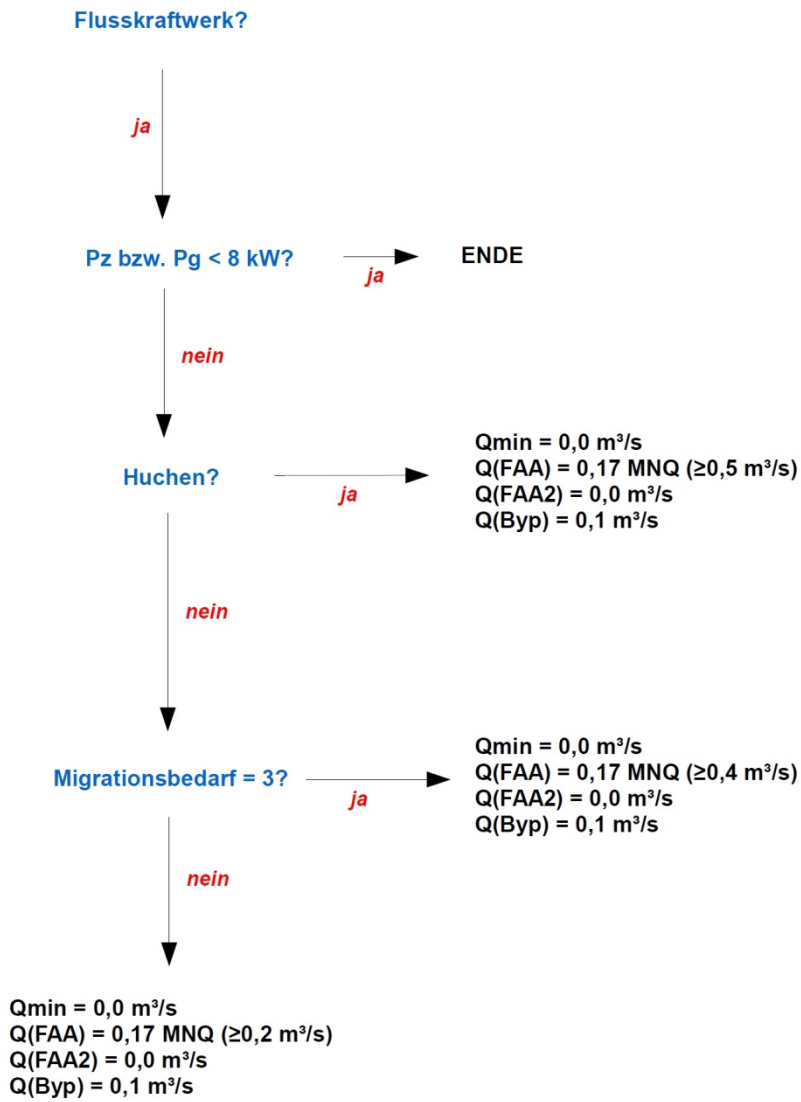 Flusskraftwerk?
ja
Pz bzw. Pg < 8 kW?
ja
ENDE
nein
Huchen?
ja
Qmin = 0,0 m³/s
Q(FAA) = 0,17 MNQ (≥0,5 m³/s)
Q(FAA2) = 0,0 m³/s
Q(Byp) = 0,1 m³/s
nein
Migrationsbedarf = 3?
ja
Qmin = 0,0 m³/s
Q(FAA) = 0,17 MNQ (≥0,4 m³/s)
Q(FAA2) = 0,0 m³/s
Q(Byp) = 0,1 m³/s
nein
Qmin = 0,0 m³/s
Q(FAA) = 0,17 MNQ (≥0,2 m³/s)
Q(FAA2) = 0,0 m³/s
Q(Byp) = 0,1 m³/s